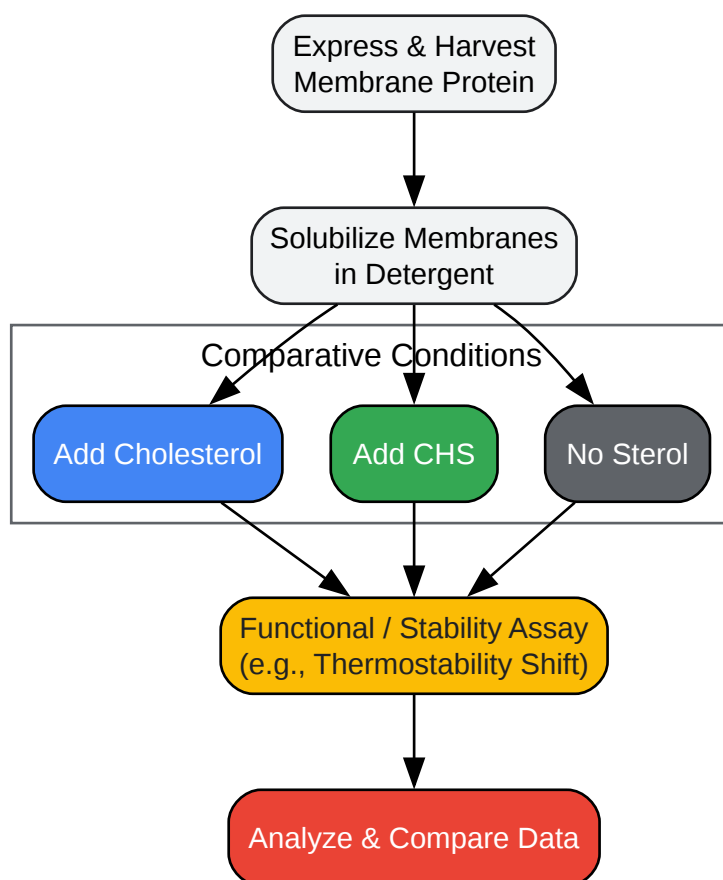 Express & Harvest
Membrane Protein
Solubilize Membranes
in Detergent
Comparative Conditions
Add Cholesterol
Add CHS
No Sterol
Functional / Stability Assay
(e.g., Thermostability Shift)
Analyze & Compare Data